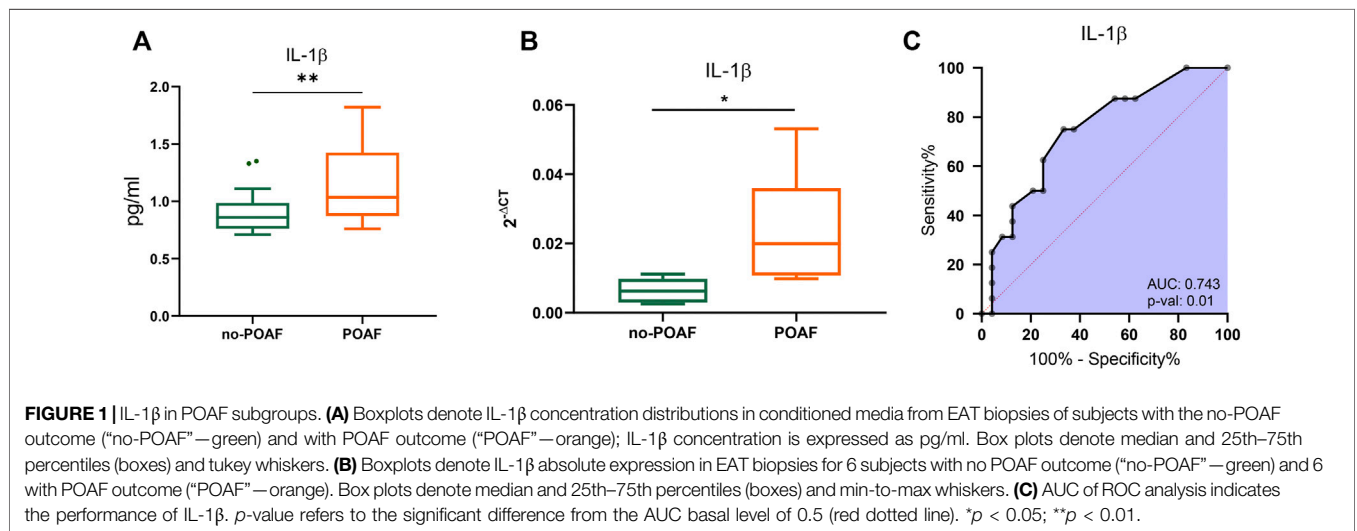 A
IL-1β
**
2.0
1.5
1.0
0.5
0.0
pg/ml
no-POAF
POAF
B
IL-1β
*
0.06
0.04
0.02
0.00
2^-ΔCT
no-POAF
POAF
C
IL-1β
100
80
60
40
20
0
Sensitivity%
AUC: 0.743
p-val: 0.01
0 20 40 60 80 100
100% - Specificity%
FIGURE 1 | IL-1β in POAF subgroups. (A) Boxplots denote IL-1β concentration distributions in conditioned media from EAT biopsies of subjects with the no-POAF
outcome (“no-POAF”—green) and with POAF outcome (“POAF”—orange); IL-1β concentration is expressed as pg/ml. Box plots denote median and 25th–75th
percentiles (boxes) and tukey whiskers. (B) Boxplots denote IL-1β absolute expression in EAT biopsies for 6 subjects with no POAF outcome (“no-POAF”—green) and 6
with POAF outcome (“POAF”—orange). Box plots denote median and 25th–75th percentiles (boxes) and min-to-max whiskers. (C) AUC of ROC analysis indicates
the performance of IL-1β. p-value refers to the significant difference from the AUC basal level of 0.5 (red dotted line). *p < 0.05; **p < 0.01.